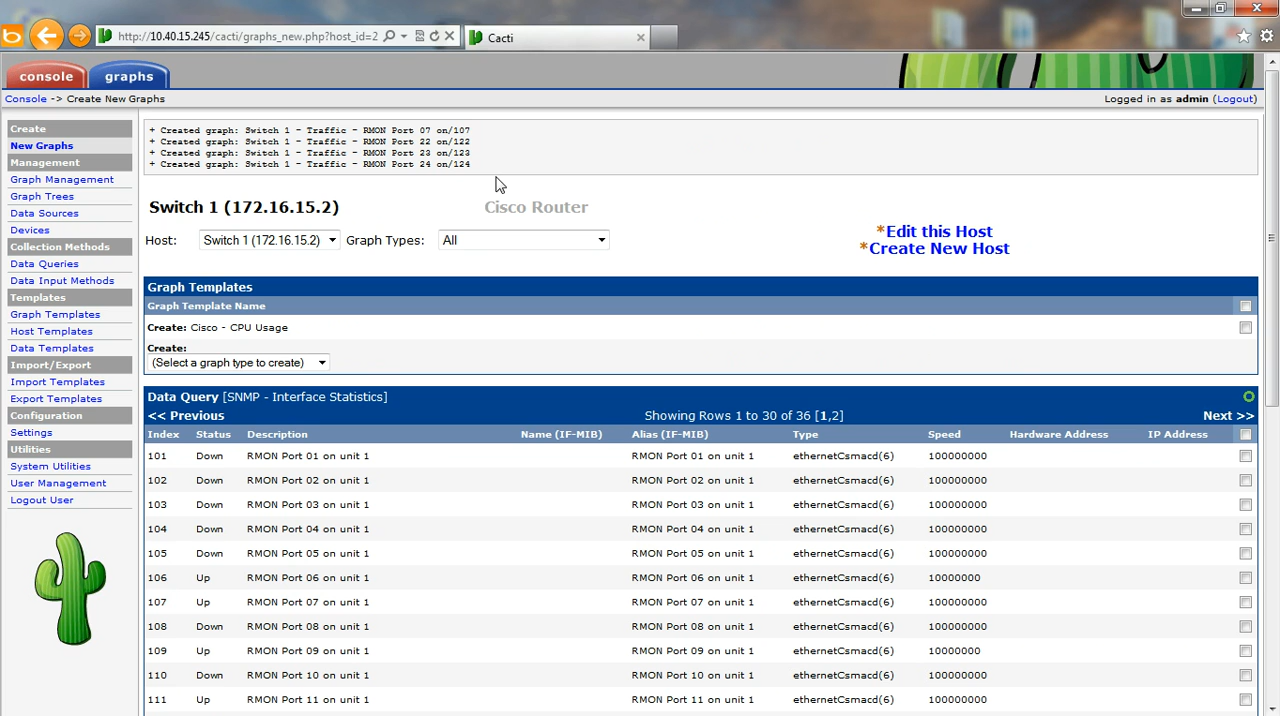 http://10.40.15.245/cacti/graphs_new.php?host_id=2
Cacti
console
graphs
Console -> Create New Graphs
Logged in as admin (Logout)
Create
New Graphs
Management
Graph Management
Graph Trees
Data Sources
Devices
Collection Methods
Data Queries
Data Input Methods
Templates
Graph Templates
Host Templates
Data Templates
Import/Export
Import Templates
Export Templates
Configuration
Settings
Utilities
System Utilities
User Management
Logout User
+ Created graph: Switch 1 - Traffic - RMON Port 07 on/107
+ Created graph: Switch 1 - Traffic - RMON Port 22 on/122
+ Created graph: Switch 1 - Traffic - RMON Port 23 on/123
+ Created graph: Switch 1 - Traffic - RMON Port 24 on/124
Switch 1 (172.16.15.2) Cisco Router
Host: Switch 1 (172.16.15.2) Graph Types: All
*Edit this Host
*Create New Host
Graph Templates
Graph Template Name
Create: Cisco - CPU Usage
Create:
(Select a graph type to create)
Data Query [SNMP - Interface Statistics]
<< Previous Showing Rows 1 to 30 of 36 [1,2] Next >>
Index Status Description Name (IF-MIB) Alias (IF-MIB) Type Speed Hardware Address IP Address
101 Down RMON Port 01 on unit 1 RMON Port 01 on unit 1 ethernetCsmacd(6) 100000000
102 Down RMON Port 02 on unit 1 RMON Port 02 on unit 1 ethernetCsmacd(6) 100000000
103 Down RMON Port 03 on unit 1 RMON Port 03 on unit 1 ethernetCsmacd(6) 100000000
104 Down RMON Port 04 on unit 1 RMON Port 04 on unit 1 ethernetCsmacd(6) 100000000
105 Down RMON Port 05 on unit 1 RMON Port 05 on unit 1 ethernetCsmacd(6) 100000000
106 Up RMON Port 06 on unit 1 RMON Port 06 on unit 1 ethernetCsmacd(6) 10000000
107 Up RMON Port 07 on unit 1 RMON Port 07 on unit 1 ethernetCsmacd(6) 100000000
108 Down RMON Port 08 on unit 1 RMON Port 08 on unit 1 ethernetCsmacd(6) 100000000
109 Up RMON Port 09 on unit 1 RMON Port 09 on unit 1 ethernetCsmacd(6) 10000000
110 Down RMON Port 10 on unit 1 RMON Port 10 on unit 1 ethernetCsmacd(6) 100000000
111 Up RMON Port 11 on unit 1 RMON Port 11 on unit 1 ethernetCsmacd(6) 100000000